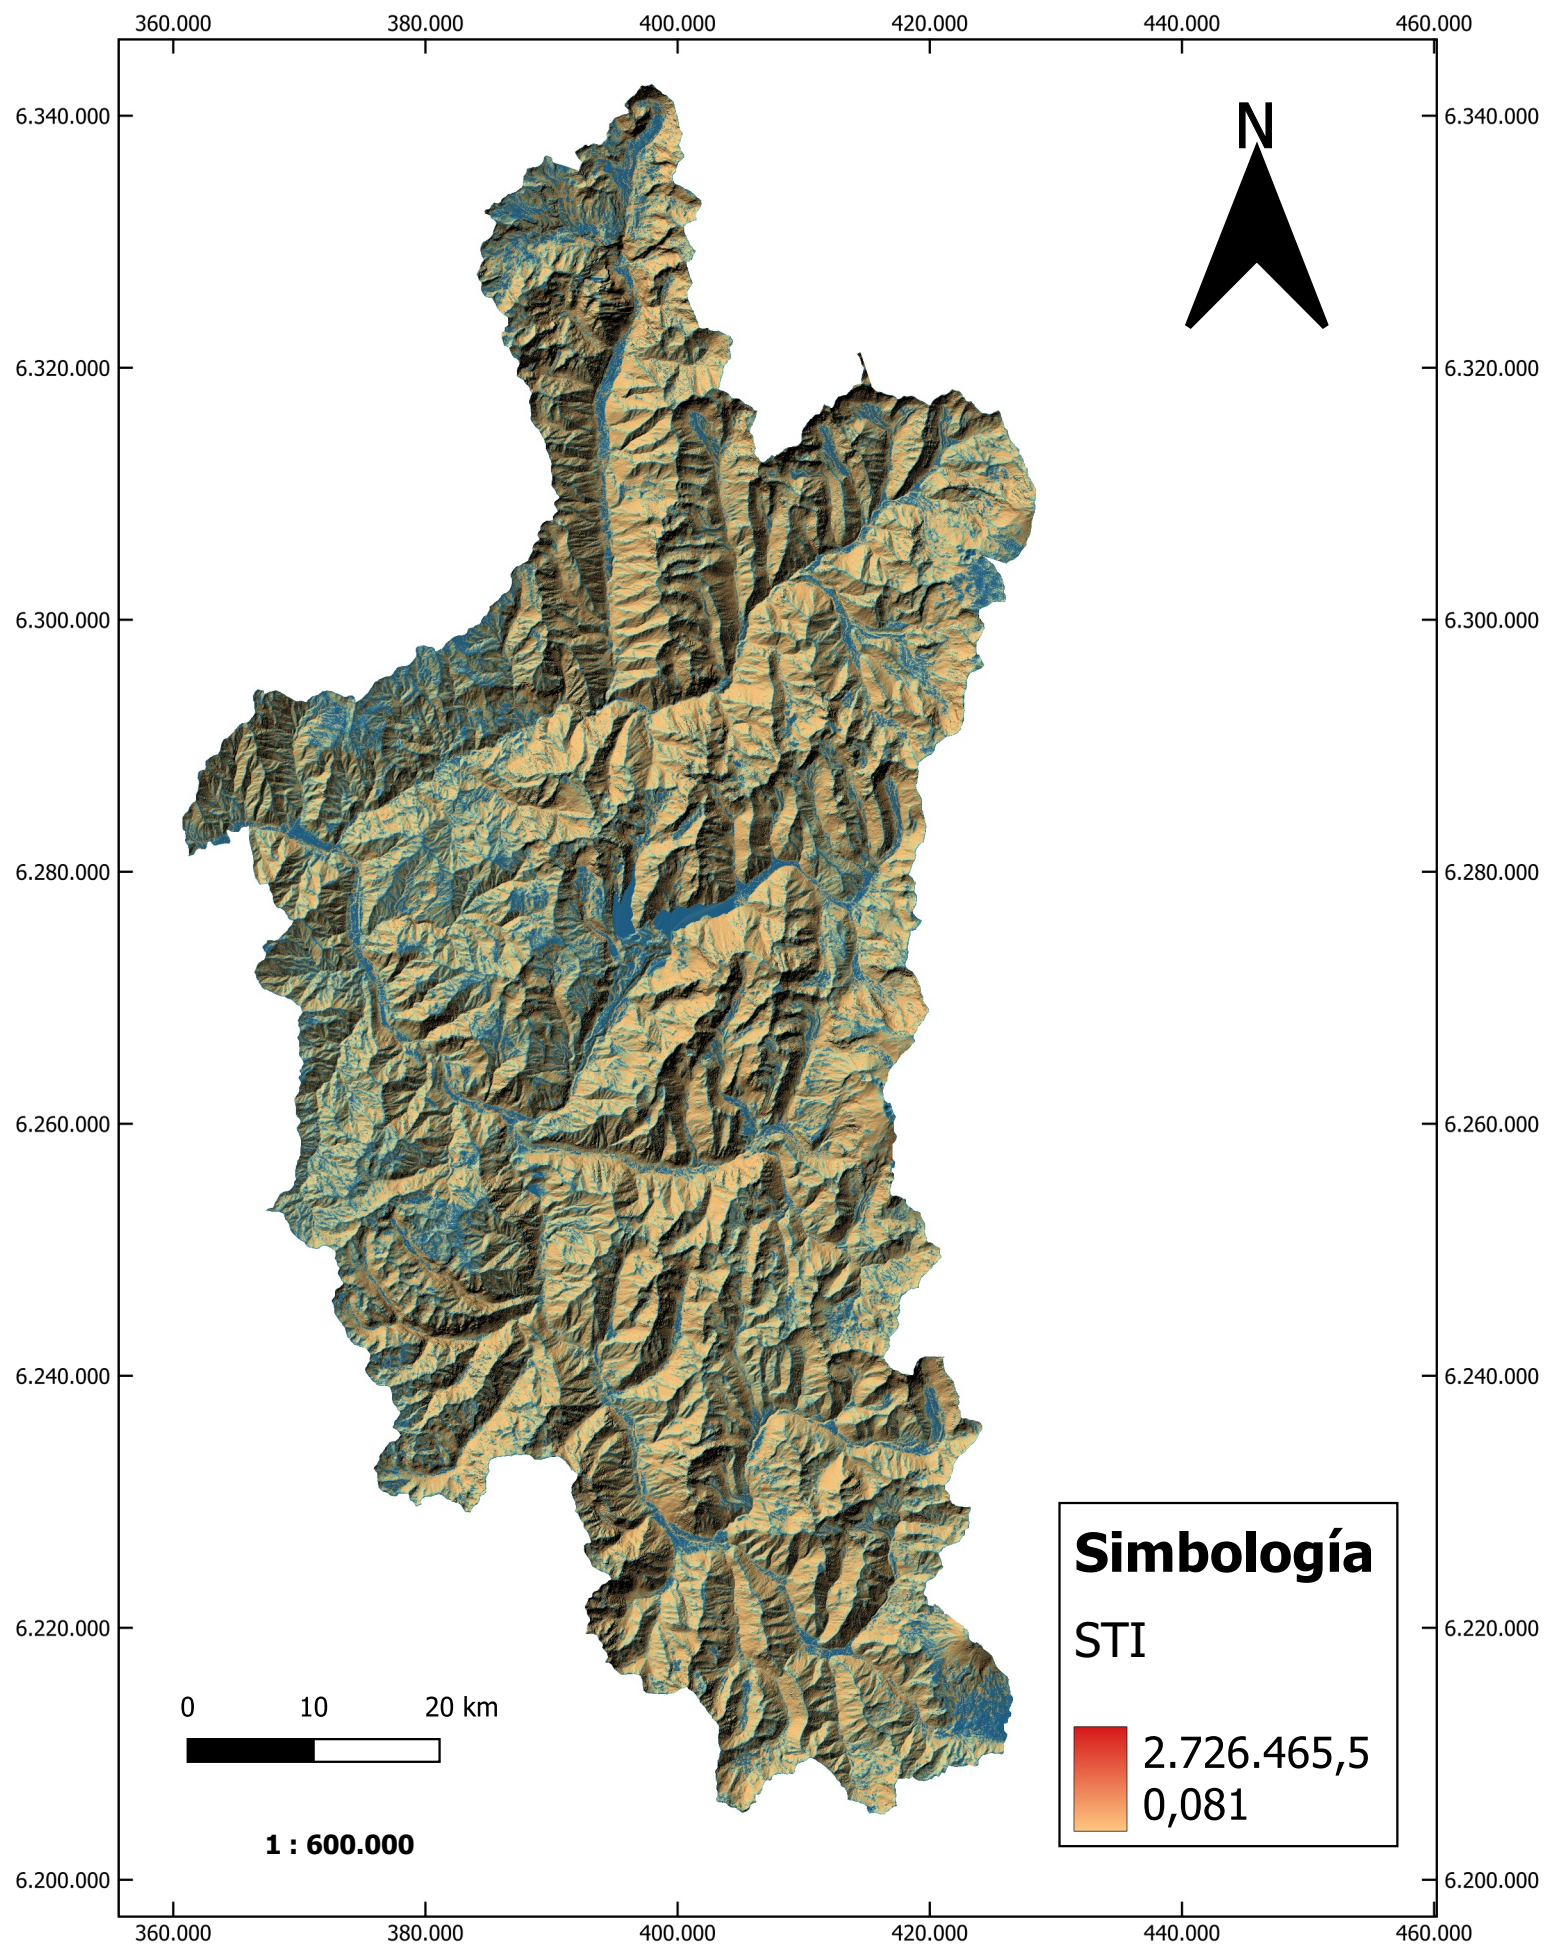 360.000 380.000 400.000 420.000 440.000 460.000
N
6.340.000 6.340.000
6.320.000 6.320.000
6.300.000 6.300.000
6.280.000 6.280.000
6.260.000 6.260.000
6.240.000 6.240.000
6.220.000 6.220.000
6.200.000 6.200.000
Simbología
STI
2.726.465,5
0,081
0 10 20 km
1 : 600.000
360.000 380.000 400.000 420.000 440.000 460.000